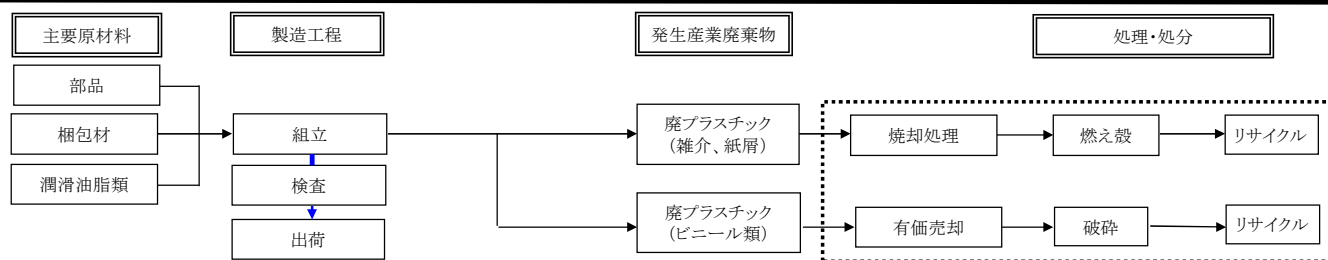 主要原材料
製造工程
発生産業廃棄物
処理・処分
部品
梱包材
潤滑油脂類
組立
検査
出荷
廃プラスチック
(雑介、紙屑)
焼却処理
燃え殻
リサイクル
廃プラスチック
(ビニール類)
有価売却
破砕
リサイクル